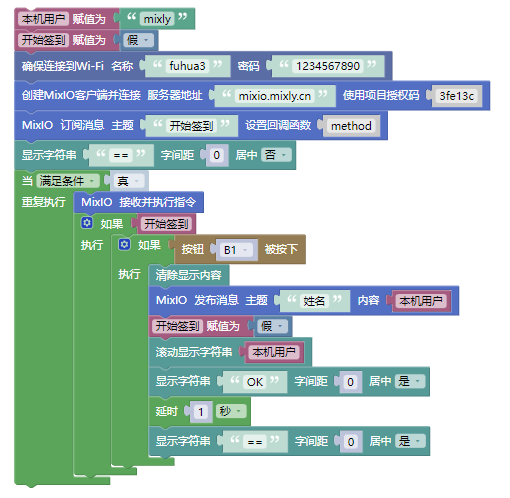 本机用户 赋值为 “ mixly ”
开始签到 赋值为 假
确保连接到Wi-Fi 名称 “ fuhua3 ” 密码 “ 1234567890 ”
创建MixIO客户端并连接 服务器地址 “ mixio.mixly.cn ” 使用项目授权码 3fe13c
MixIO 订阅消息 主题 “ 开始签到 ” 设置回调函数 method
显示字符串 “ == ” 字间距 0 居中 否
当 满足条件 真
重复执行 MixIO 接收并执行指令
如果 开始签到
执行 如果 按钮 B1 被按下
执行 清除显示内容
MixIO 发布消息 主题 “ 姓名 ” 内容 本机用户
开始签到 赋值为 假
滚动显示字符串 本机用户
显示字符串 “ OK ” 字间距 0 居中 是
延时 1 秒
显示字符串 “ == ” 字间距 0 居中 是